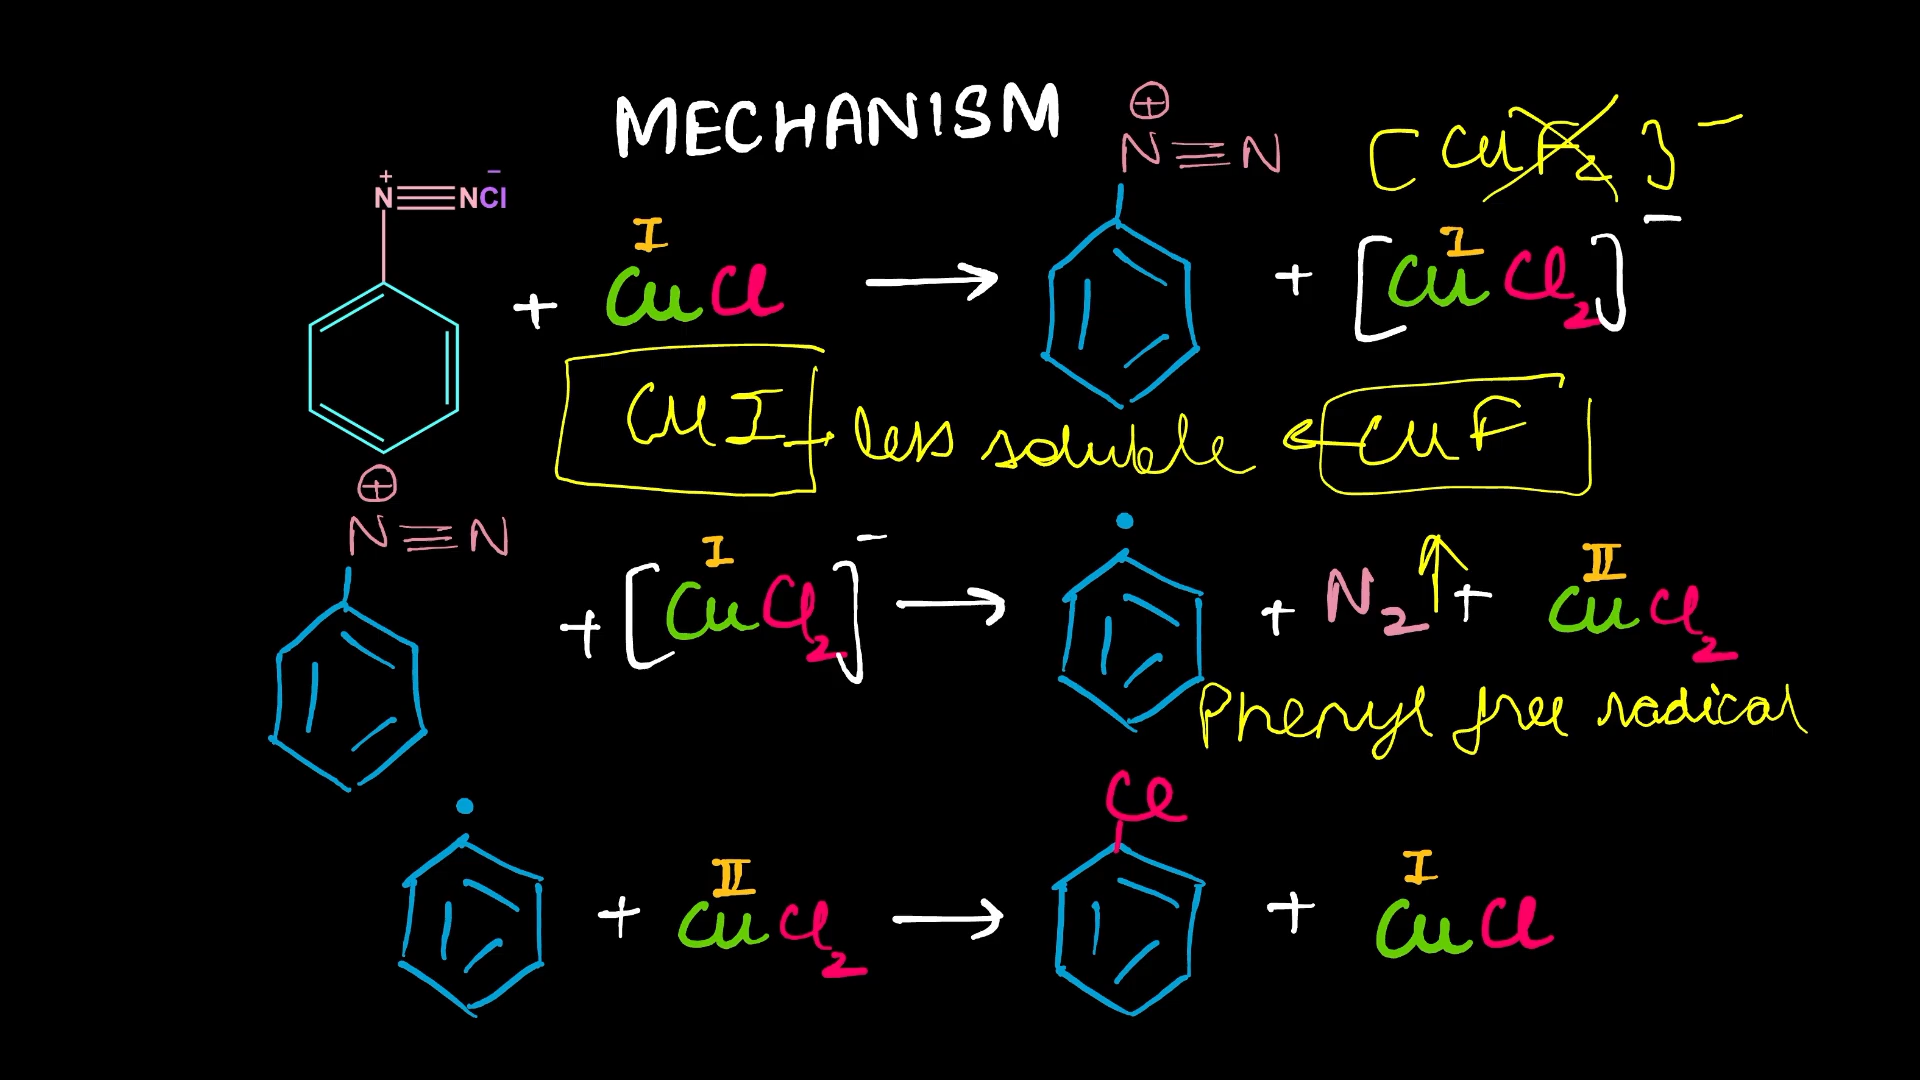 MECHANISM
⊕
N≡N [CuF₂]⁻
+ −
N≡NCl
I I
+ CuCl → + [CuCl₂]⁻
CuI → less soluble ← CuF
⊕
N≡N
I II
+ [CuCl₂]⁻ → + N₂↑ + CuCl₂
Phenyl free radical
Cl
II I
+ CuCl₂ → + CuCl